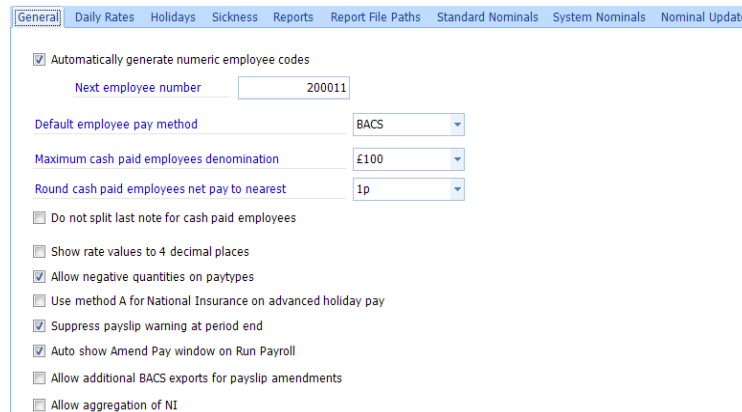 General Daily Rates Holidays Sickness Reports Report File Paths Standard Nominals System Nominals Nominal Updat
Automatically generate numeric employee codes
Next employee number 200011
Default employee pay method BACS
Maximum cash paid employees denomination £100
Round cash paid employees net pay to nearest 1p
Do not split last note for cash paid employees
Show rate values to 4 decimal places
Allow negative quantities on paytypes
Use method A for National Insurance on advanced holiday pay
Suppress payslip warning at period end
Auto show Amend Pay window on Run Payroll
Allow additional BACS exports for payslip amendments
Allow aggregation of NI